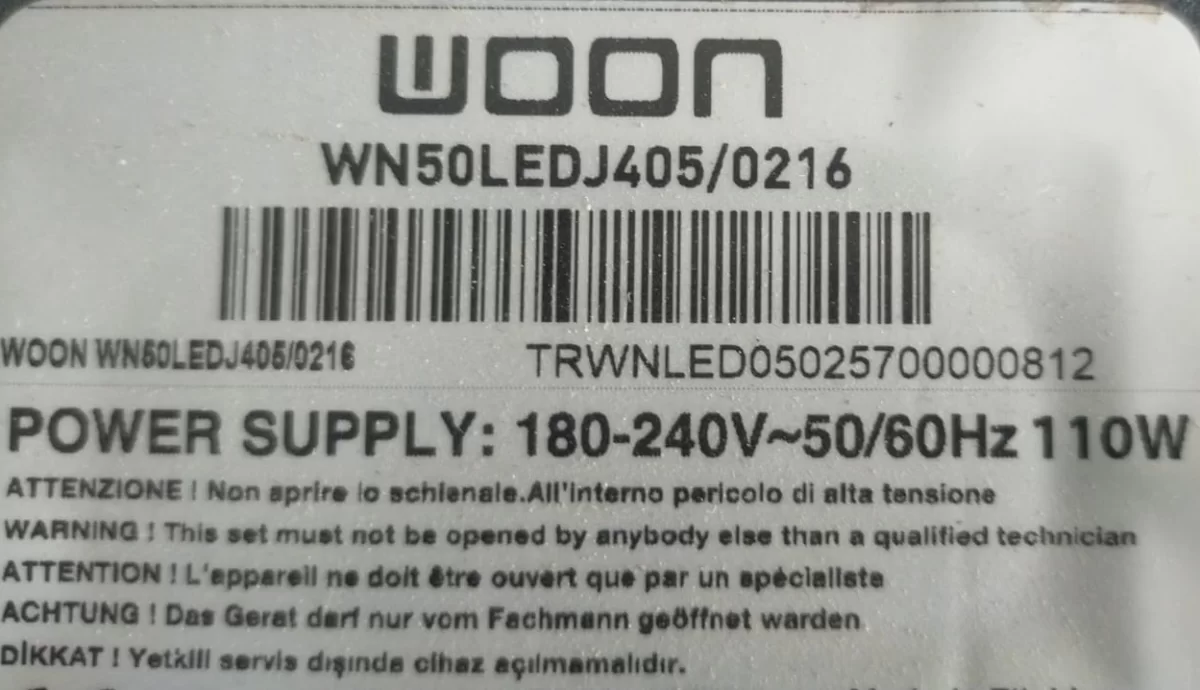 WOON
WN50LEDJ405/0216
WOON WN50LEDJ405/0216
TRWNLED05025700000812
POWER SUPPLY: 180-240V~50/60Hz 110W
ATTENZIONE ! Non aprire lo schienale.All'interno pericolo di alta tensione
WARNING ! This set must not be opened by anybody else than a qualified technician
ATTENTION ! L'appareil ne doit être ouvert que par un spécialiste
ACHTUNG ! Das Gerat darf nur vom Fachmann geöffnet warden
DİKKAT ! Yetkili servis dışında cihaz açılmamalıdır.